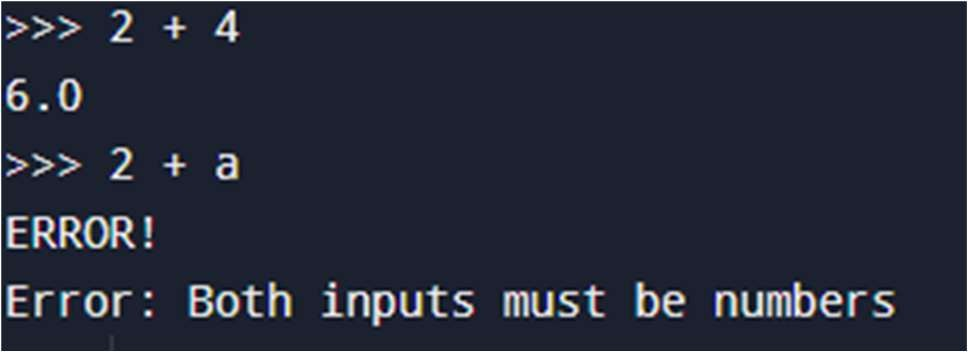 >>> 2 + 4
6.0
>>> 2 + a
ERROR!
Error: Both inputs must be numbers